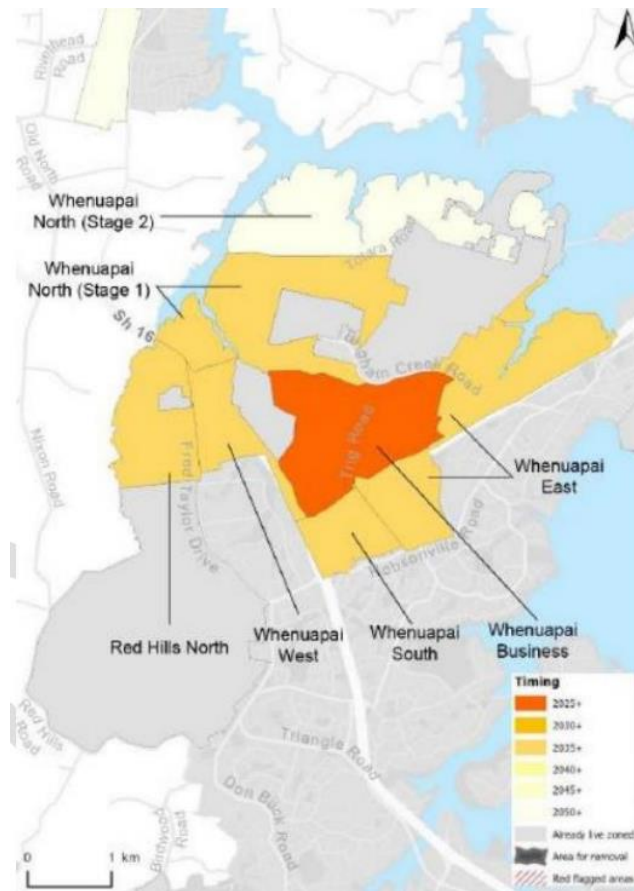 Riverhead
Road
Old North
Road
Whenuapai
North (Stage 2)
Totara Road
Whenuapai
North (Stage 1)
Sh 16
Brigham Creek Road
Trig Road
Nixon Road
Fred Taylor Drive
Whenuapai
East
Hobsonville Road
Red Hills North
Whenuapai
West
Whenuapai
South
Whenuapai
Business
Red Hills
Road
Triangle Road
Don Buck Road
Birdwood
Road
0 1 km
Timing
2025+
2030+
2035+
2040+
2045+
2050+
Already live zoned
Area for removal
Red flagged areas